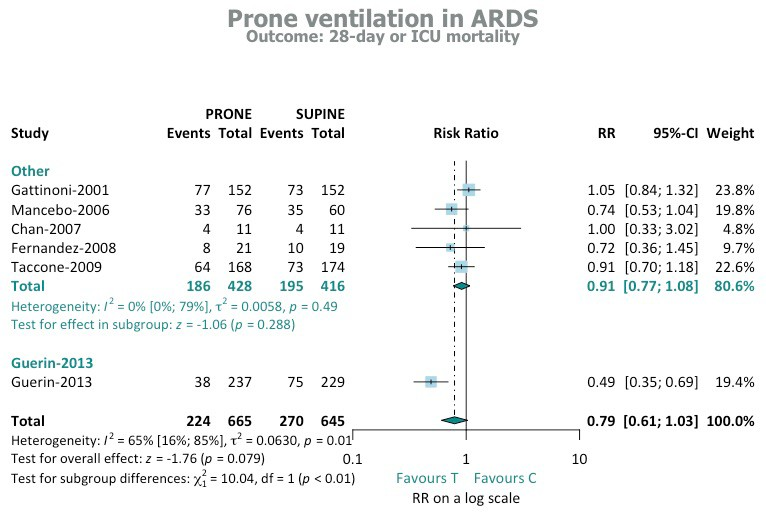 Prone ventilation in ARDS
Outcome: 28-day or ICU mortality
PRONE SUPINE
Study Events Total Events Total Risk Ratio RR 95%-CI Weight
Other
Gattinoni-2001 77 152 73 152 1.05 [0.84; 1.32] 23.8%
Mancebo-2006 33 76 35 60 0.74 [0.53; 1.04] 19.8%
Chan-2007 4 11 4 11 1.00 [0.33; 3.02] 4.8%
Fernandez-2008 8 21 10 19 0.72 [0.36; 1.45] 9.7%
Taccone-2009 64 168 73 174 0.91 [0.70; 1.18] 22.6%
Total 186 428 195 416 0.91 [0.77; 1.08] 80.6%
Heterogeneity: I² = 0% [0%; 79%], τ² = 0.0058, p = 0.49
Test for effect in subgroup: z = -1.06 (p = 0.288)
Guerin-2013
Guerin-2013 38 237 75 229 0.49 [0.35; 0.69] 19.4%
Total 224 665 270 645 0.79 [0.61; 1.03] 100.0%
Heterogeneity: I² = 65% [16%; 85%], τ² = 0.0630, p = 0.01
Test for overall effect: z = -1.76 (p = 0.079) 0.1 1 10
Test for subgroup differences: χ₁² = 10.04, df = 1 (p < 0.01) Favours T Favours C
RR on a log scale